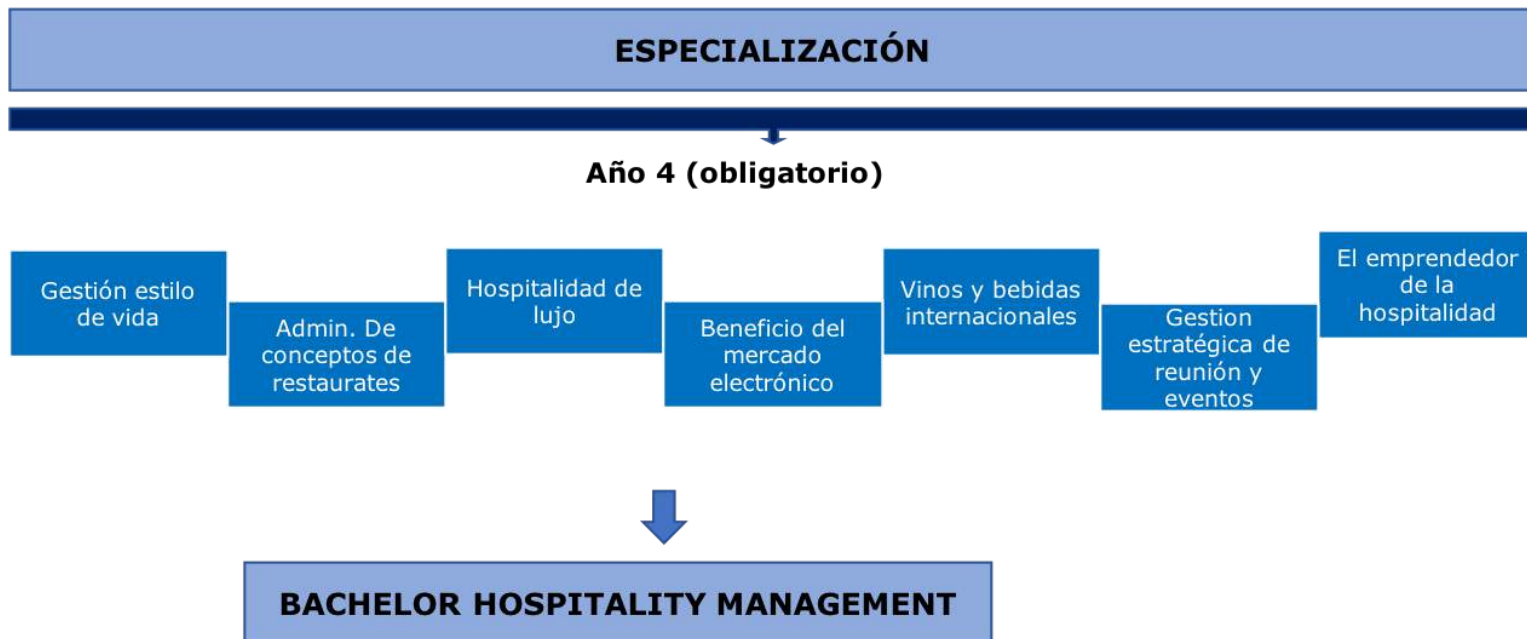 ESPECIALIZACIÓN
Año 4 (obligatorio)
Gestión estilo
de vida
Admin. De
conceptos de
restaurates
Hospitalidad de
lujo
Beneficio del
mercado
electrónico
Vinos y bebidas
internacionales
Gestion
estratégica de
reunión y
eventos
El emprendedor
de la
hospitalidad
BACHELOR HOSPITALITY MANAGEMENT